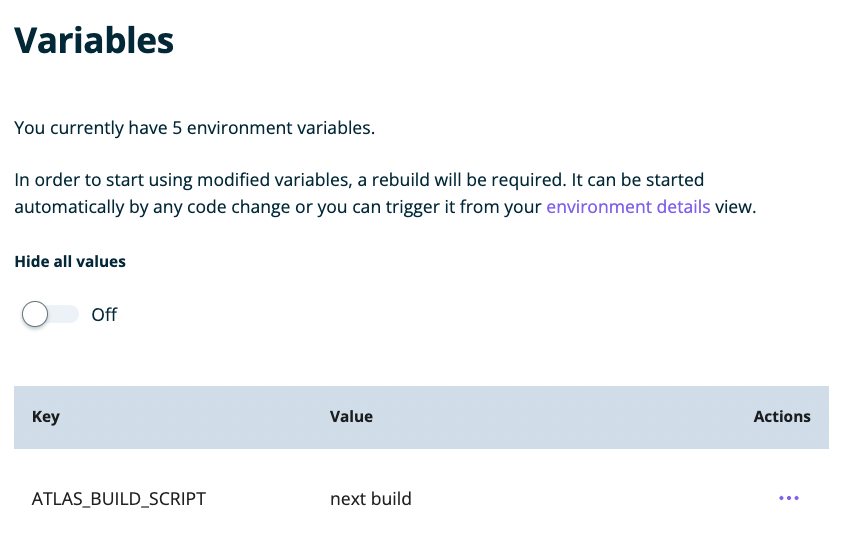 Variables
You currently have 5 environment variables.
In order to start using modified variables, a rebuild will be required. It can be started
automatically by any code change or you can trigger it from your environment details view.
Hide all values
Off
Key Value Actions
ATLAS_BUILD_SCRIPT next build